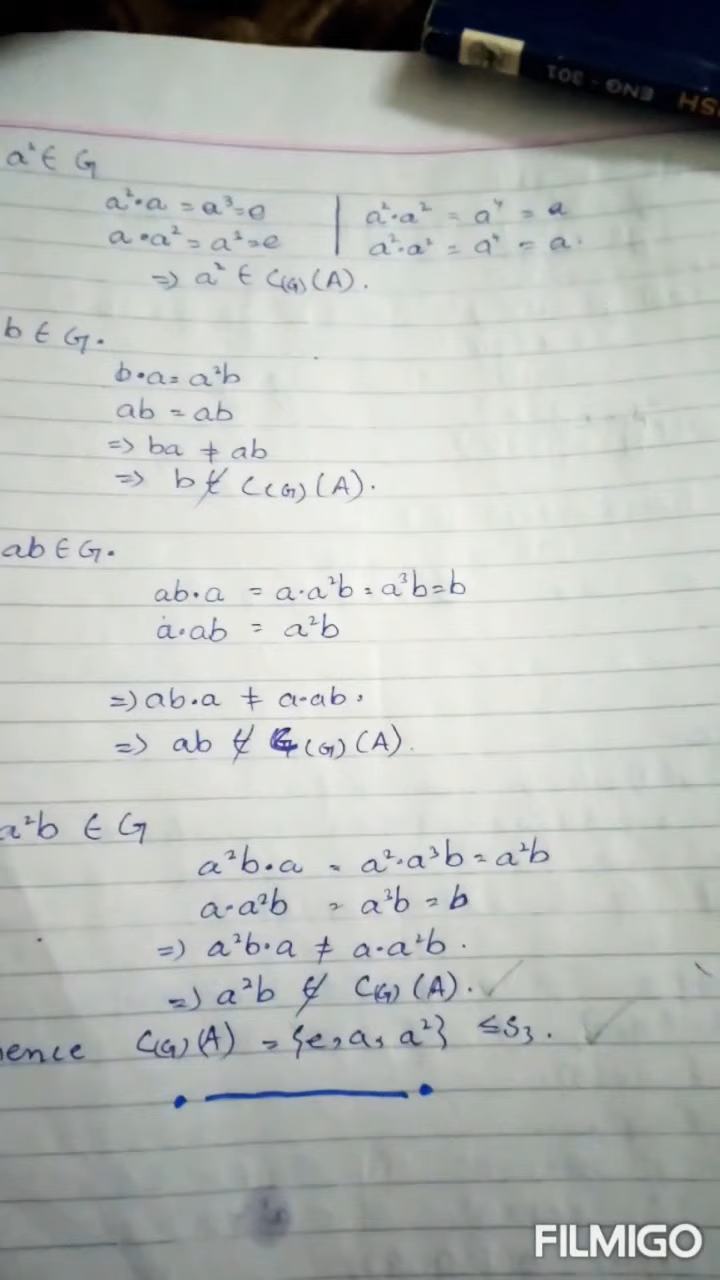 ENG - 301
a² ∈ G
a²·a = a³=e | a²·a² = a⁴ = a
a·a² = a³=e | a²·a² = a⁴ = a.
=> a² ∈ C(G)(A).
b ∈ G.
b·a = a²b
ab = ab
=> ba ≠ ab
=> b ∉ C(G)(A).
ab ∈ G.
ab·a = a·a²b = a³b=b
a·ab = a²b
=> ab·a ≠ a·ab.
=> ab ∉ C(G)(A).
a²b ∈ G
a²b·a = a²·a³b = a²b
a·a²b = a³b = b
=> a²b·a ≠ a·a²b.
=> a²b ∉ C(G)(A).
ence C(G)(A) = {e, a, a²} ≤ S₃.
FILMIGO